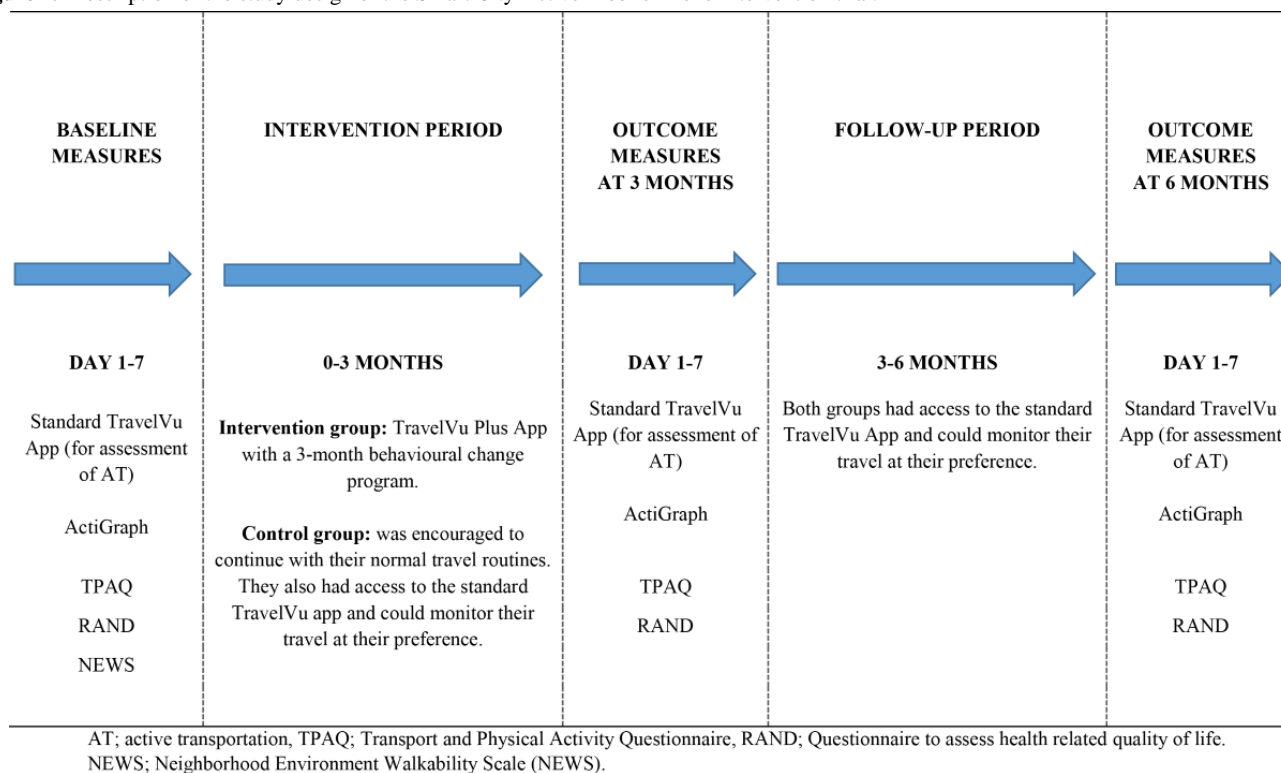 BASELINE
MEASURES
INTERVENTION PERIOD
OUTCOME
MEASURES
AT 3 MONTHS
FOLLOW-UP PERIOD
OUTCOME
MEASURES
AT 6 MONTHS
DAY 1-7
Standard TravelVu
App (for assessment
of AT)
ActiGraph
TPAQ
RAND
NEWS
0-3 MONTHS
Intervention group: TravelVu Plus App
with a 3-month behavioural change
program.
Control group: was encouraged to
continue with their normal travel routines.
They also had access to the standard
TravelVu app and could monitor their
travel at their preference.
DAY 1-7
Standard TravelVu
App (for assessment of
AT)
ActiGraph
TPAQ
RAND
3-6 MONTHS
Both groups had access to the standard
TravelVu App and could monitor their
travel at their preference.
DAY 1-7
Standard TravelVu
App (for assessment
of AT)
ActiGraph
TPAQ
RAND
AT; active transportation, TPAQ; Transport and Physical Activity Questionnaire, RAND; Questionnaire to assess health related quality of life.
NEWS; Neighborhood Environment Walkability Scale (NEWS).